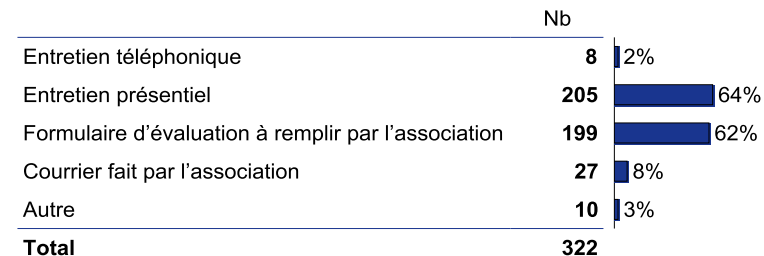 Nb
Entretien téléphonique 8 2%
Entretien présentiel 205 64%
Formulaire d’évaluation à remplir par l’association 199 62%
Courrier fait par l’association 27 8%
Autre 10 3%
Total 322